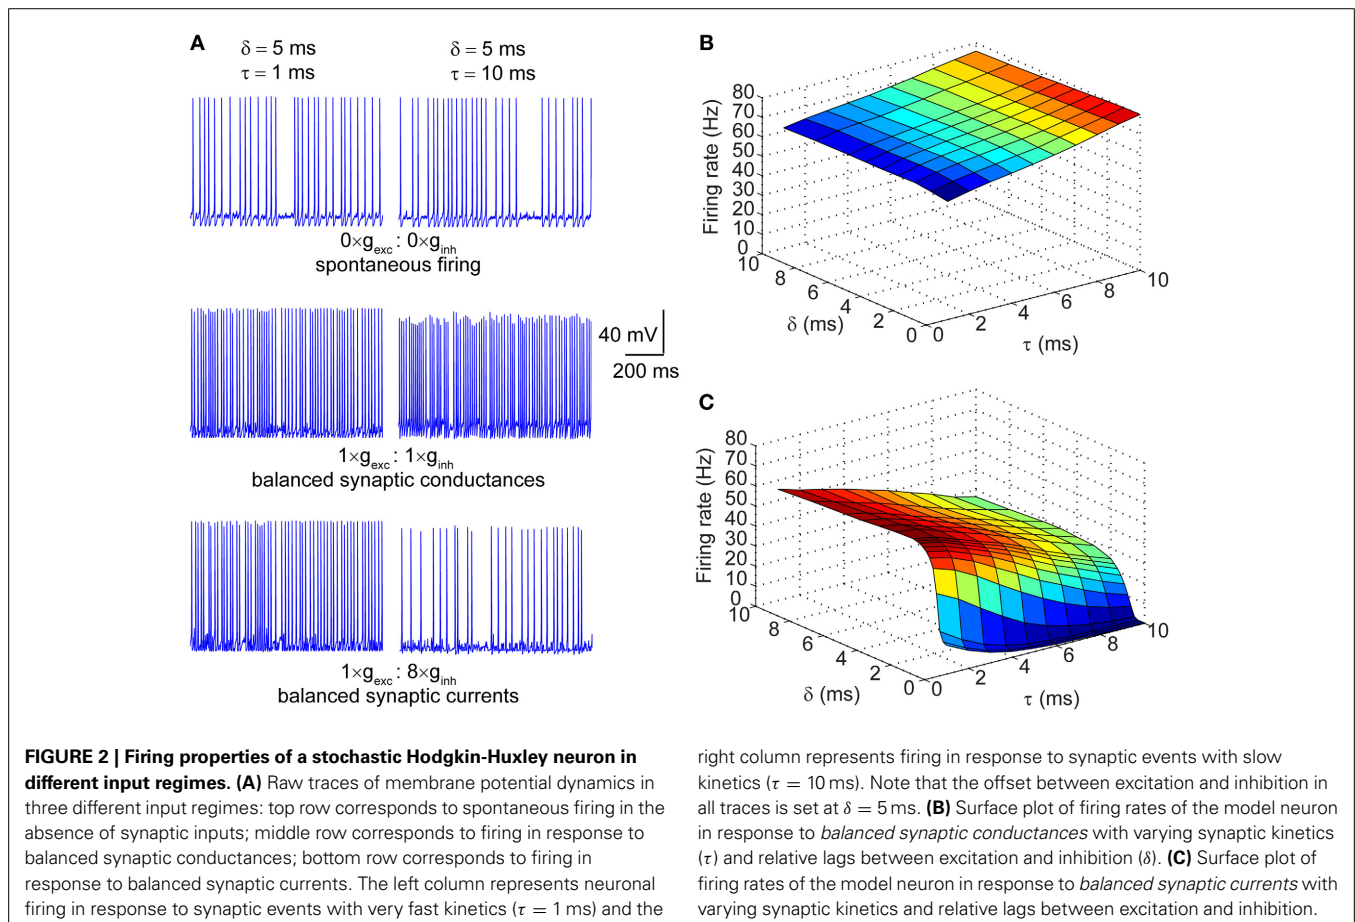 A
δ = 5 ms
τ = 1 ms
δ = 5 ms
τ = 10 ms
0×gexc : 0×ginh
spontaneous firing
40 mV
200 ms
1×gexc : 1×ginh
balanced synaptic conductances
1×gexc : 8×ginh
balanced synaptic currents
B
80
70
60
50
40
30
20
10
0
Firing rate (Hz)
10
8
6
4
2
0
δ (ms)
0
2
4
6
8
10
τ (ms)
C
80
70
60
50
40
30
20
10
0
Firing rate (Hz)
10
8
6
4
2
0
δ (ms)
0
2
4
6
8
10
τ (ms)
FIGURE 2 | Firing properties of a stochastic Hodgkin-Huxley neuron in
different input regimes. (A) Raw traces of membrane potential dynamics in
three different input regimes: top row corresponds to spontaneous firing in the
absence of synaptic inputs; middle row corresponds to firing in response to
balanced synaptic conductances; bottom row corresponds to firing in
response to balanced synaptic currents. The left column represents neuronal
firing in response to synaptic events with very fast kinetics (τ = 1 ms) and the
right column represents firing in response to synaptic events with slow
kinetics (τ = 10 ms). Note that the offset between excitation and inhibition in
all traces is set at δ = 5 ms. (B) Surface plot of firing rates of the model neuron
in response to balanced synaptic conductances with varying synaptic kinetics
(τ) and relative lags between excitation and inhibition (δ). (C) Surface plot of
firing rates of the model neuron in response to balanced synaptic currents with
varying synaptic kinetics and relative lags between excitation and inhibition.